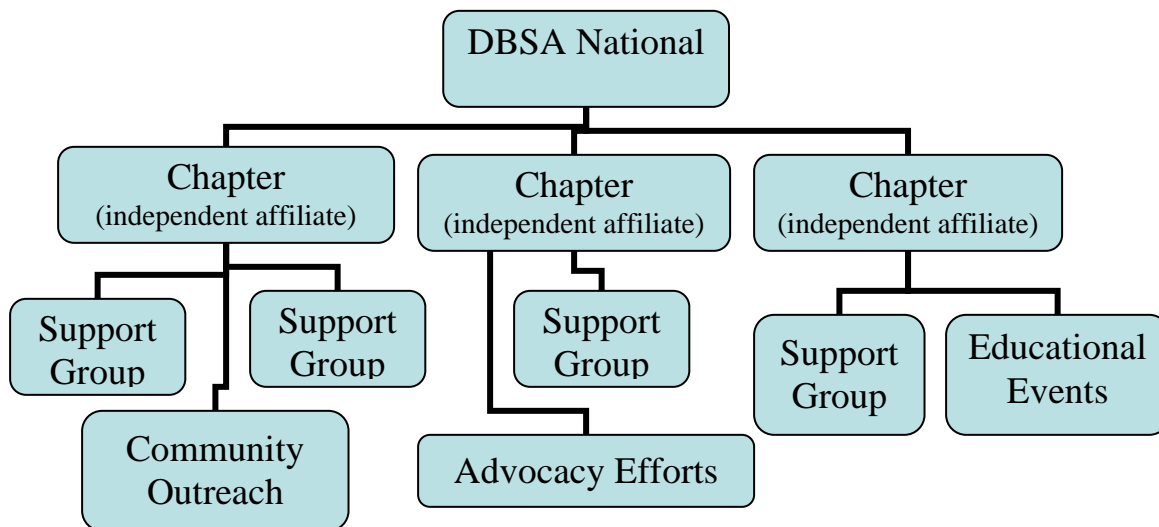 DBSA National
Chapter
(independent affiliate)
Chapter
(independent affiliate)
Chapter
(independent affiliate)
Support
Group
Support
Group
Support
Group
Support
Group
Educational
Events
Community
Outreach
Advocacy Efforts